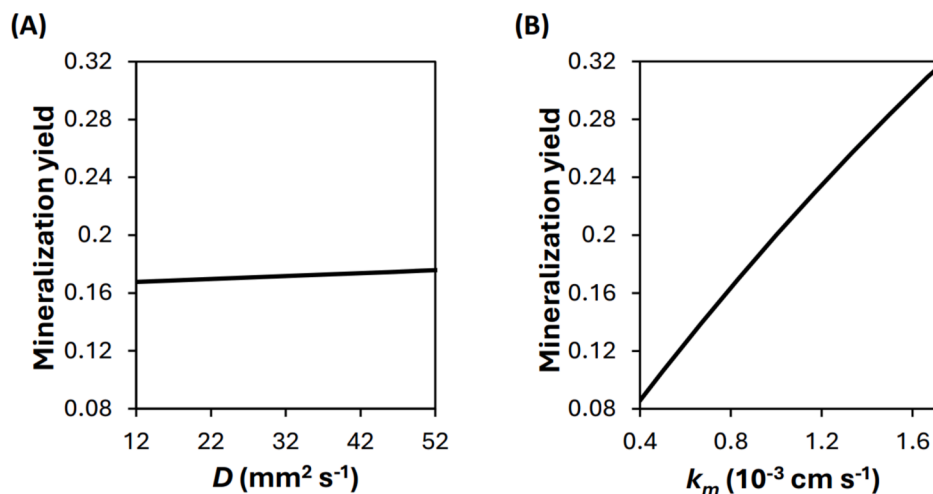 (A)
Mineralization yield
0.32
0.28
0.24
0.2
0.16
0.12
0.08
12 22 32 42 52
D (mm² s⁻¹)
(B)
Mineralization yield
0.32
0.28
0.24
0.2
0.16
0.12
0.08
0.4 0.8 1.2 1.6
kₘ (10⁻³ cm s⁻¹)